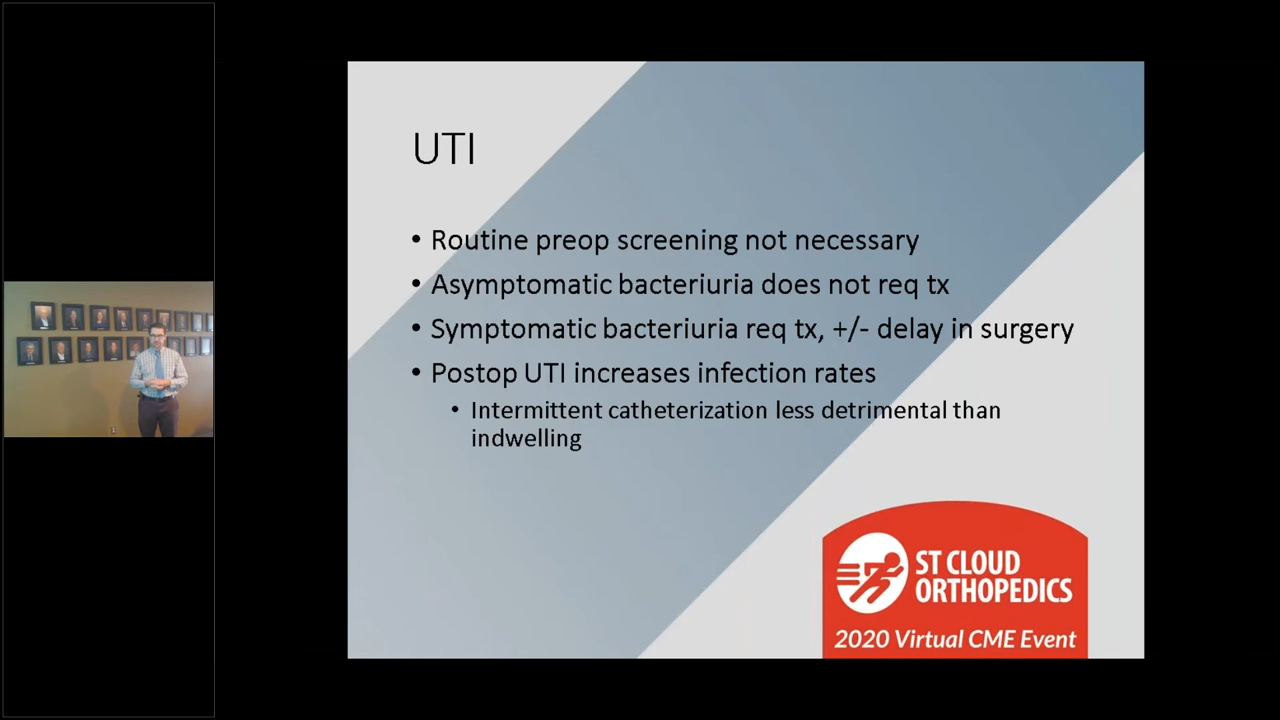 UTI
• Routine preop screening not necessary
• Asymptomatic bacteriuria does not req tx
• Symptomatic bacteriuria req tx, +/- delay in surgery
• Postop UTI increases infection rates
• Intermittent catheterization less detrimental than
indwelling
ST CLOUD
ORTHOPEDICS
2020 Virtual CME Event